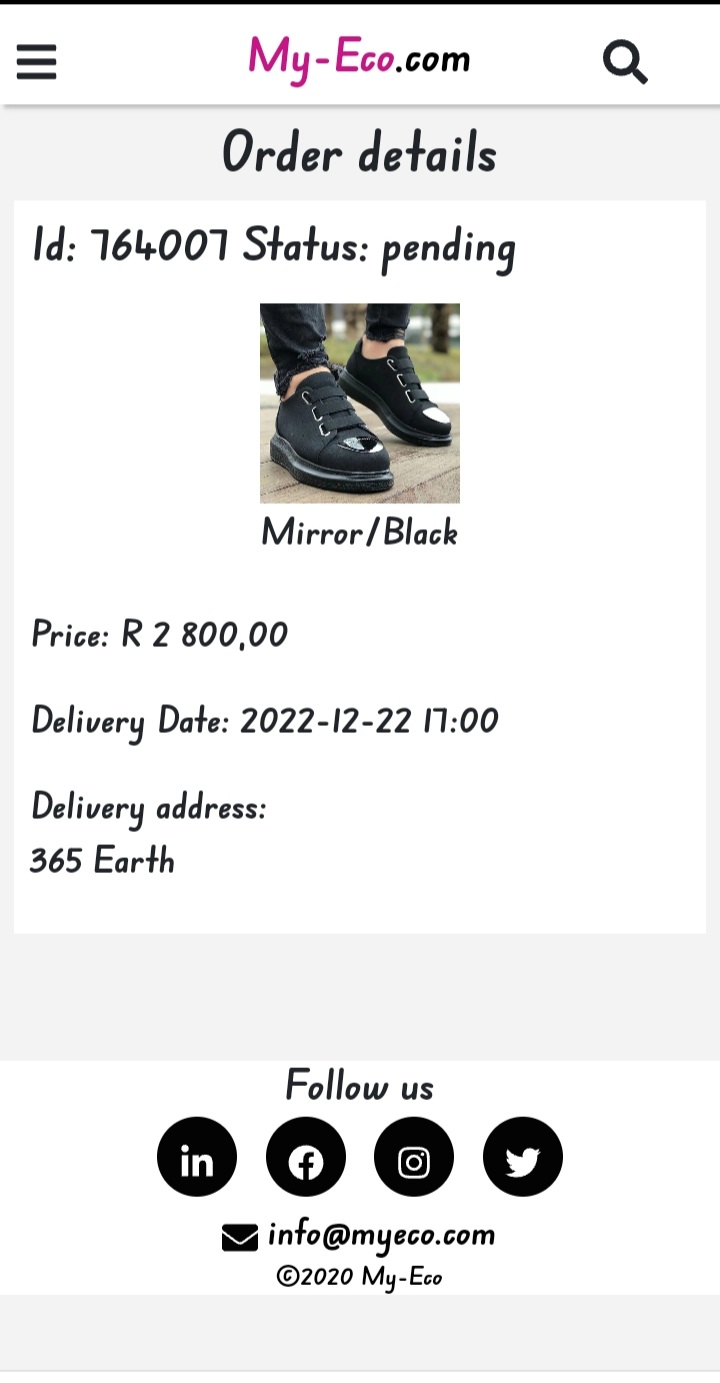 My-Eco.com
Order details
Id: 764007 Status: pending
Mirror/Black
Price: R 2 800,00
Delivery Date: 2022-12-22 17:00
Delivery address:
365 Earth
Follow us
in
info@myeco.com
©2020 My-Eco